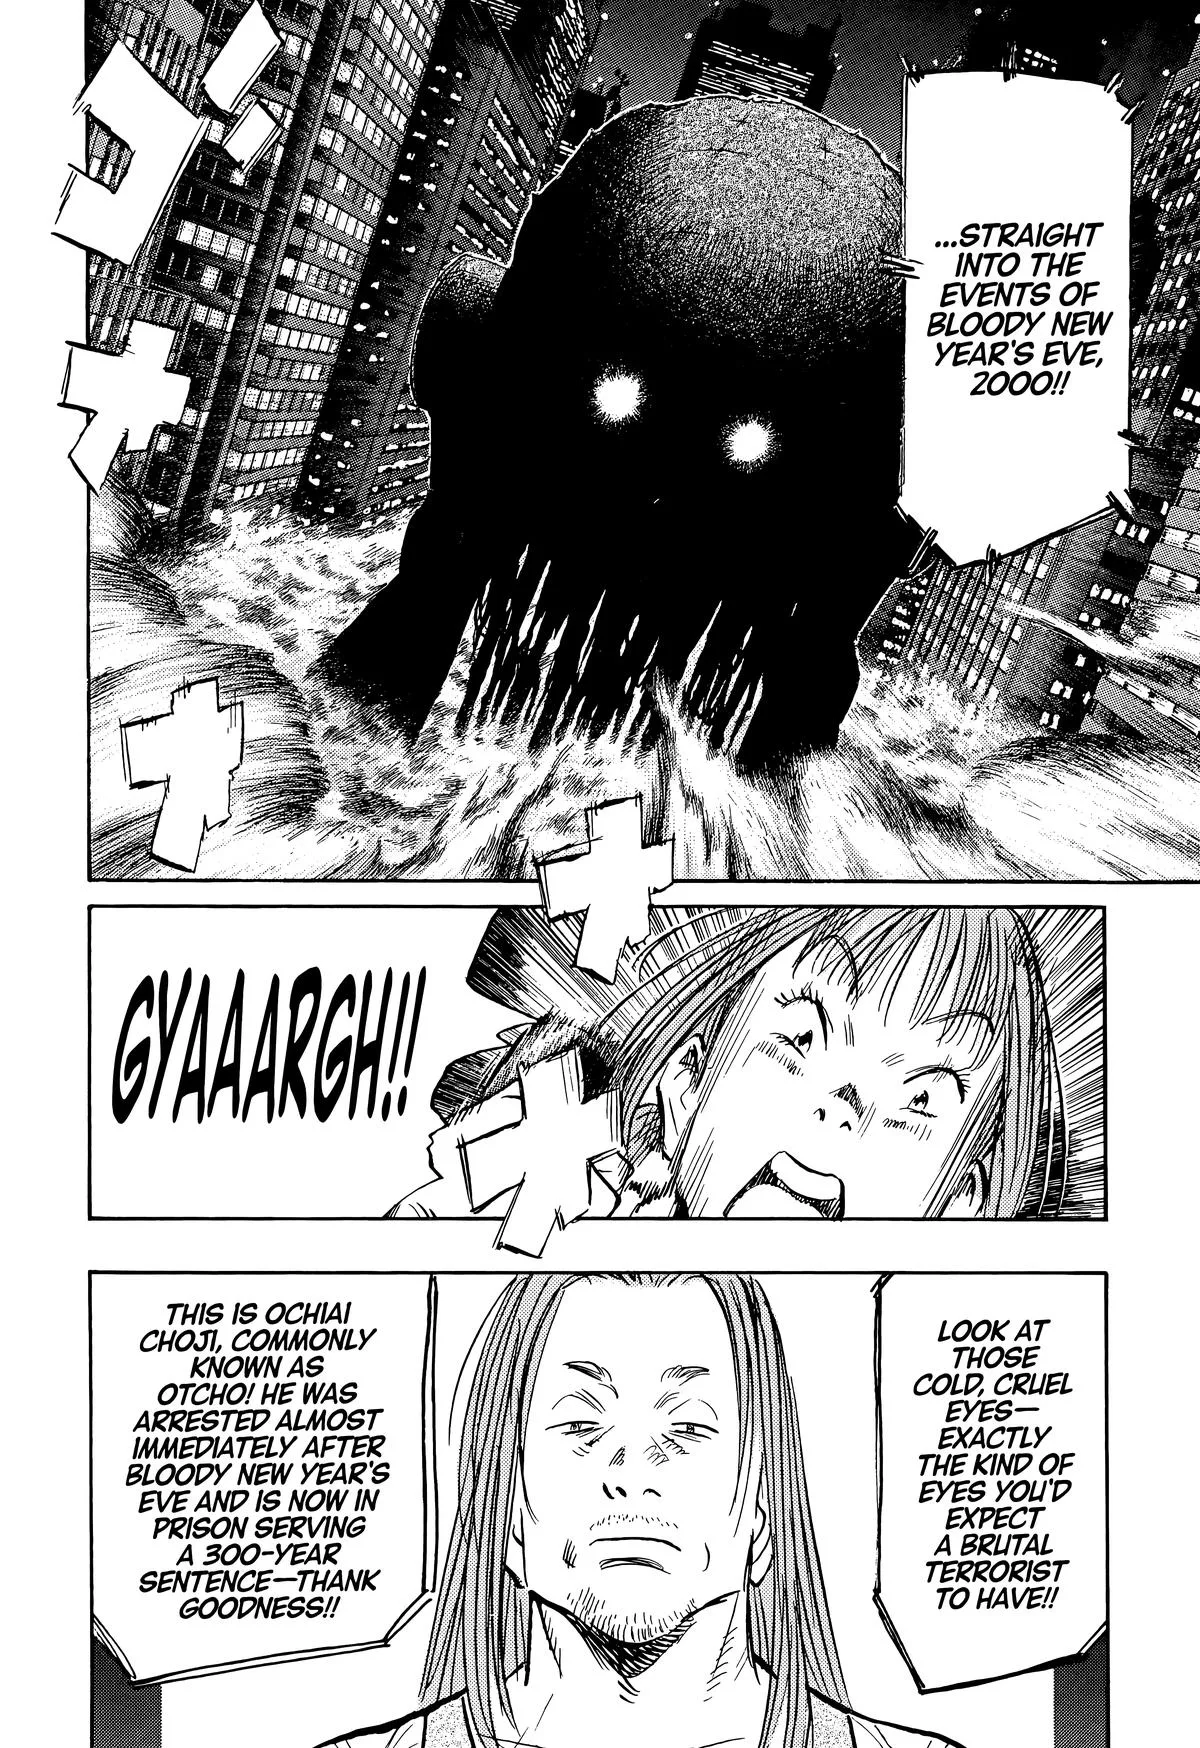 ...STRAIGHT
INTO THE
EVENTS OF
BLOODY NEW
YEAR'S EVE,
2000!!
GYAAARGH!!
LOOK AT
THOSE
COLD, CRUEL
EYES—
EXACTLY
THE KIND OF
EYES YOU'D
EXPECT
A BRUTAL
TERRORIST
TO HAVE!!
THIS IS OCHIAI
CHOJI, COMMONLY
KNOWN AS
OTCHO! HE WAS
ARRESTED ALMOST
IMMEDIATELY AFTER
BLOODY NEW YEAR'S
EVE AND IS NOW IN
PRISON SERVING
A 300-YEAR
SENTENCE—THANK
GOODNESS!!